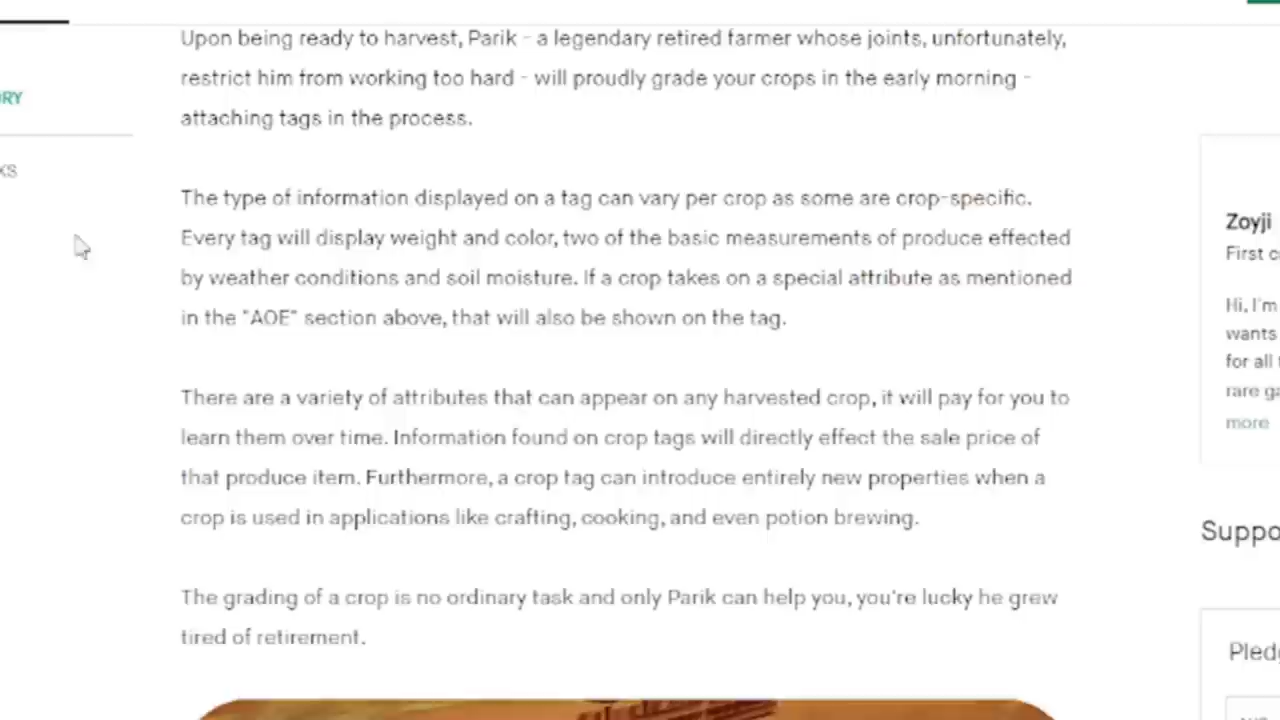 Upon being ready to harvest, Parik - a legendary retired farmer whose joints, unfortunately,
restrict him from working too hard - will proudly grade your crops in the early morning -
attaching tags in the process.
The type of information displayed on a tag can vary per crop as some are crop-specific.
Every tag will display weight and color, two of the basic measurements of produce effected
by weather conditions and soil moisture. If a crop takes on a special attribute as mentioned
in the "AOE" section above, that will also be shown on the tag.
There are a variety of attributes that can appear on any harvested crop, it will pay for you to
learn them over time. Information found on crop tags will directly effect the sale price of
that produce item. Furthermore, a crop tag can introduce entirely new properties when a
crop is used in applications like crafting, cooking, and even potion brewing.
The grading of a crop is no ordinary task and only Parik can help you, you're lucky he grew
tired of retirement.
Zoyji
First
Hi, I'm
wants
for all
rare
more